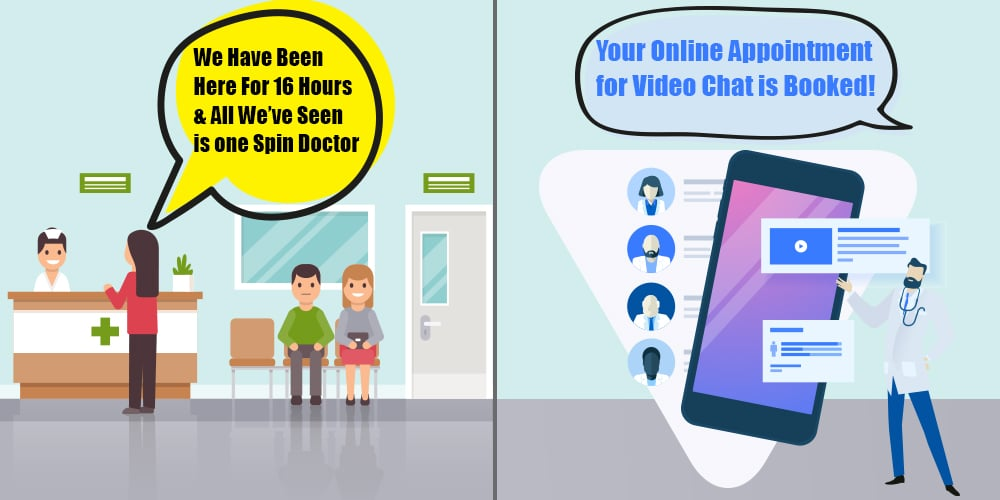 We Have Been
Here For 16 Hours
& All We've Seen
is one Spin Doctor
Your Online Appointment
for Video Chat is Booked!